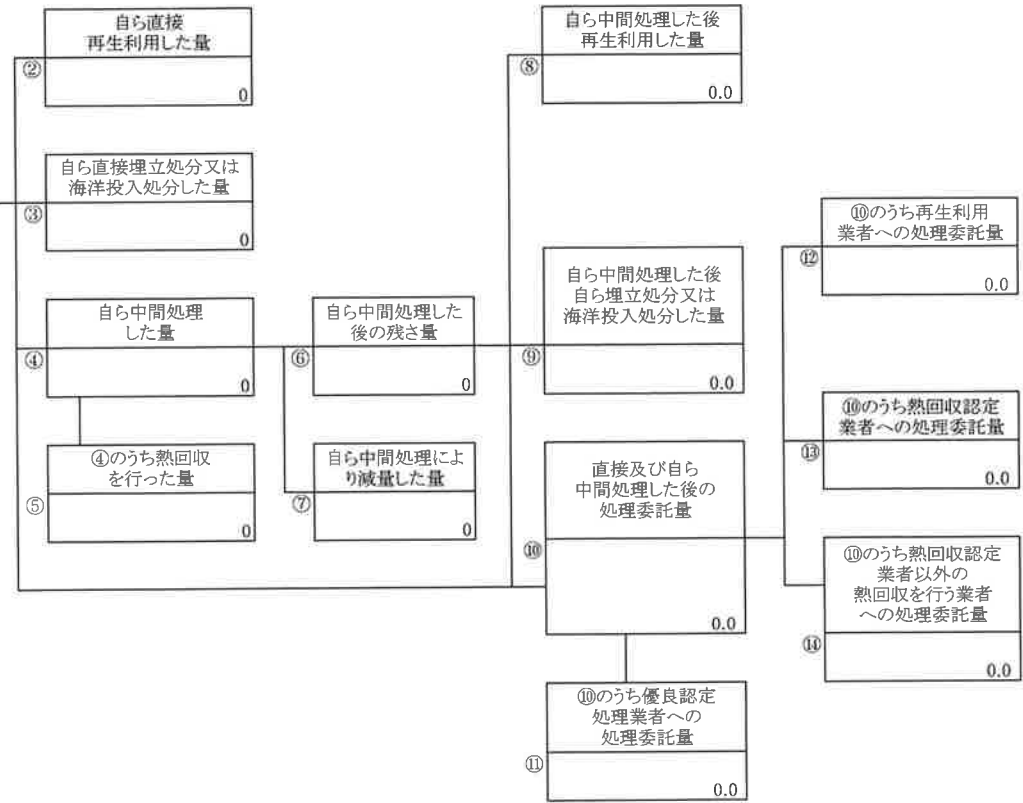 自ら直接
再生利用した量
②
0
自ら直接埋立処分又は
海洋投入処分した量
③
0
自ら中間処理
した量
④
0
④のうち熱回収
を行った量
⑤
0
自ら中間処理した
後の残さ量
⑥
0
自ら中間処理によ
り減量した量
⑦
0
自ら中間処理した後
再生利用した量
⑧
0.0
自ら中間処理した後
自ら埋立処分又は
海洋投入処分した量
⑨
0.0
直接及び自ら
中間処理した後の
処理委託量
⑩
0.0
⑩のうち優良認定
処理業者への
処理委託量
⑪
0.0
⑩のうち再生利用
業者への処理委託量
⑫
0.0
⑩のうち熱回収認定
業者への処理委託量
⑬
0.0
⑩のうち熱回収認定
業者以外の
熱回収を行う業者
への処理委託量
⑭
0.0